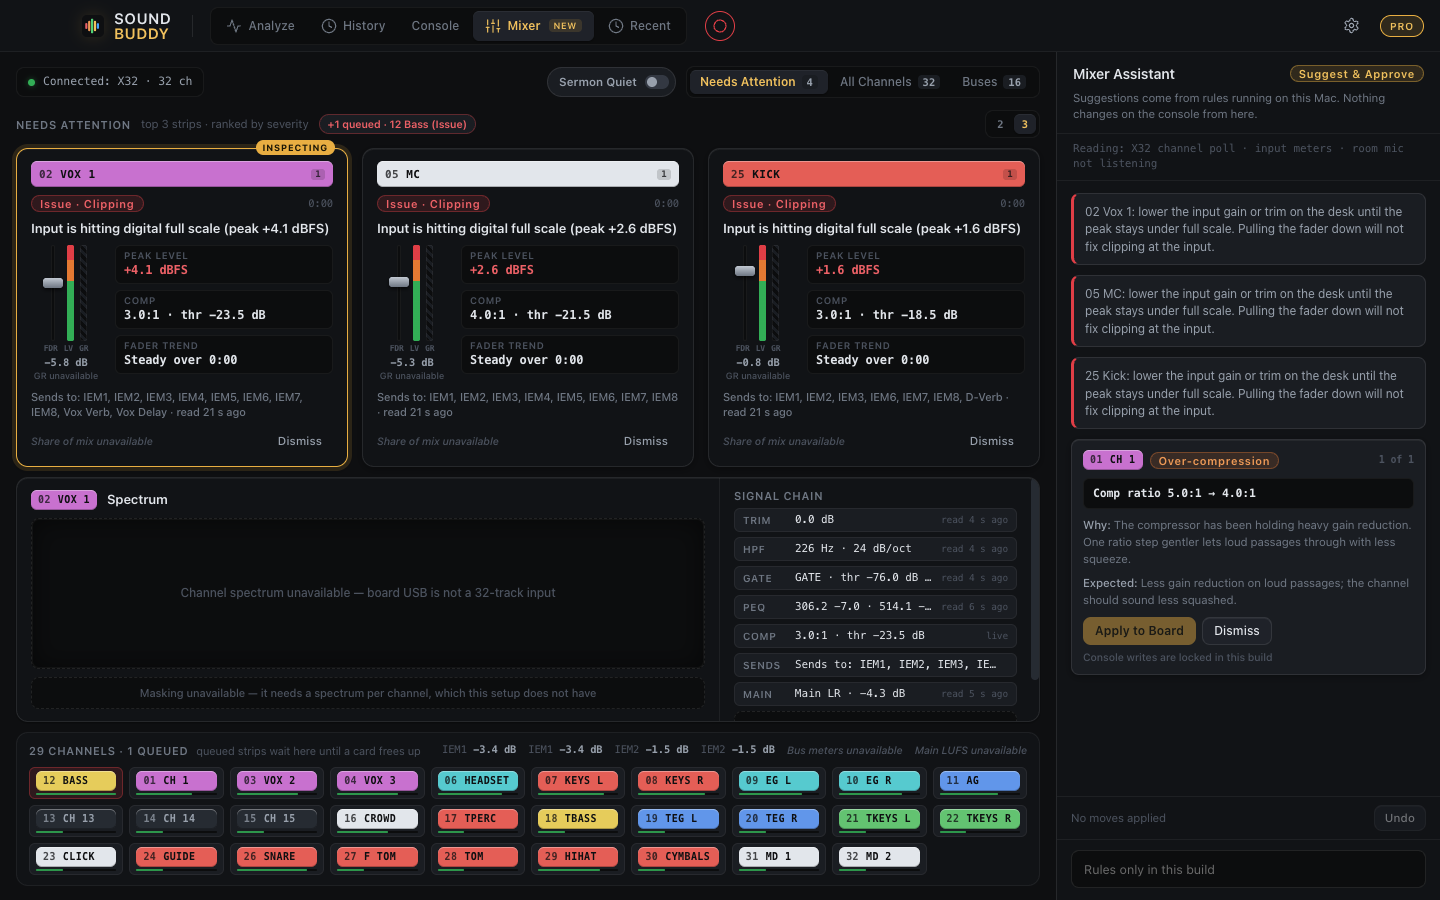 SOUND
BUDDY
Analyze
History
Console
Mixer NEW
Recent
PRO
Connected: X32 · 32 ch
Sermon Quiet
Needs Attention 4
All Channels 32
Buses 16
NEEDS ATTENTION top 3 strips · ranked by severity +1 queued · 12 Bass (Issue)
2 3
INSPECTING
02 VOX 1 1
Issue · Clipping 0:00
Input is hitting digital full scale (peak +4.1 dBFS)
PEAK LEVEL
+4.1 dBFS
COMP
3.0:1 · thr −23.5 dB
FADER TREND
Steady over 0:00
FDR LV GR
−5.8 dB
GR unavailable
Sends to: IEM1, IEM2, IEM3, IEM4, IEM5, IEM6, IEM7,
IEM8, Vox Verb, Vox Delay · read 21 s ago
Share of mix unavailable Dismiss
05 MC 1
Issue · Clipping 0:00
Input is hitting digital full scale (peak +2.6 dBFS)
PEAK LEVEL
+2.6 dBFS
COMP
4.0:1 · thr −21.5 dB
FADER TREND
Steady over 0:00
FDR LV GR
−5.3 dB
GR unavailable
Sends to: IEM1, IEM2, IEM3, IEM4, IEM5, IEM6, IEM7, IEM8
· read 21 s ago
Share of mix unavailable Dismiss
25 KICK 1
Issue · Clipping 0:00
Input is hitting digital full scale (peak +1.6 dBFS)
PEAK LEVEL
+1.6 dBFS
COMP
3.0:1 · thr −18.5 dB
FADER TREND
Steady over 0:00
FDR LV GR
−0.8 dB
GR unavailable
Sends to: IEM1, IEM2, IEM3, IEM6, IEM7, IEM8, D-Verb ·
read 21 s ago
Share of mix unavailable Dismiss
02 VOX 1 Spectrum
Channel spectrum unavailable — board USB is not a 32-track input
Masking unavailable — it needs a spectrum per channel, which this setup does not have
SIGNAL CHAIN
TRIM 0.0 dB read 4 s ago
HPF 226 Hz · 24 dB/oct read 4 s ago
GATE GATE · thr −76.0 dB … read 4 s ago
PEQ 306.2 −7.0 · 514.1 −… read 6 s ago
COMP 3.0:1 · thr −23.5 dB live
SENDS Sends to: IEM1, IEM2, IEM3, IE…
MAIN Main LR · −4.3 dB read 5 s ago
29 CHANNELS · 1 QUEUED queued strips wait here until a card frees up IEM1 −3.4 dB IEM1 −3.4 dB IEM2 −1.5 dB IEM2 −1.5 dB Bus meters unavailable Main LUFS unavailable
12 BASS 01 CH 1 03 VOX 2 04 VOX 3 06 HEADSET 07 KEYS L 08 KEYS R 09 EG L 10 EG R 11 AG
13 CH 13 14 CH 14 15 CH 15 16 CROWD 17 TPERC 18 TBASS 19 TEG L 20 TEG R 21 TKEYS L 22 TKEYS R
23 CLICK 24 GUIDE 26 SNARE 27 F TOM 28 TOM 29 HIHAT 30 CYMBALS 31 MD 1 32 MD 2
Mixer Assistant Suggest & Approve
Suggestions come from rules running on this Mac. Nothing
changes on the console from here.
Reading: X32 channel poll · input meters · room mic
not listening
02 Vox 1: lower the input gain or trim on the desk until the
peak stays under full scale. Pulling the fader down will not
fix clipping at the input.
05 MC: lower the input gain or trim on the desk until the
peak stays under full scale. Pulling the fader down will not
fix clipping at the input.
25 Kick: lower the input gain or trim on the desk until the
peak stays under full scale. Pulling the fader down will not
fix clipping at the input.
01 CH 1 Over-compression 1 of 1
Comp ratio 5.0:1 → 4.0:1
Why: The compressor has been holding heavy gain reduction.
One ratio step gentler lets loud passages through with less
squeeze.
Expected: Less gain reduction on loud passages; the channel
should sound less squashed.
Apply to Board Dismiss
Console writes are locked in this build
No moves applied Undo
Rules only in this build